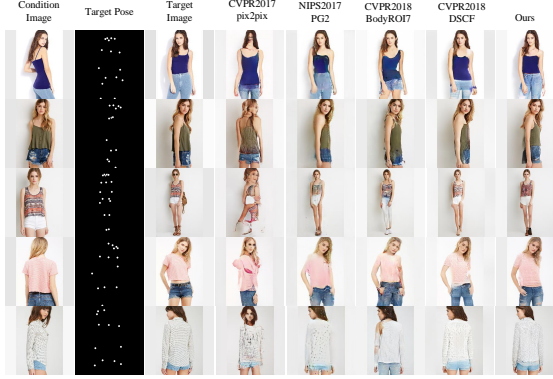 Condition Image
Target Pose
Target Image
CVPR2017 pix2pix
NIPS2017 PG2
CVPR2018 BodyROI7
CVPR2018 DSCF
Ours